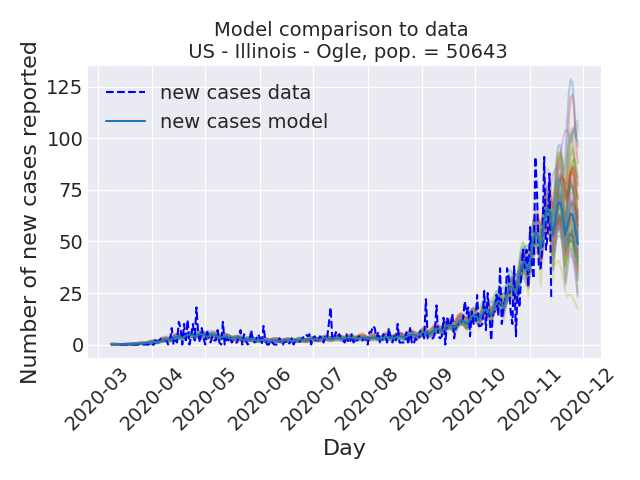 Model comparison to data
US - Illinois - Ogle, pop. = 50643
new cases data
new cases model
Number of new cases reported
125
100
75
50
25
0
2020-03
2020-04
2020-05
2020-06
2020-07
2020-08
2020-09
2020-10
2020-11
2020-12
Day